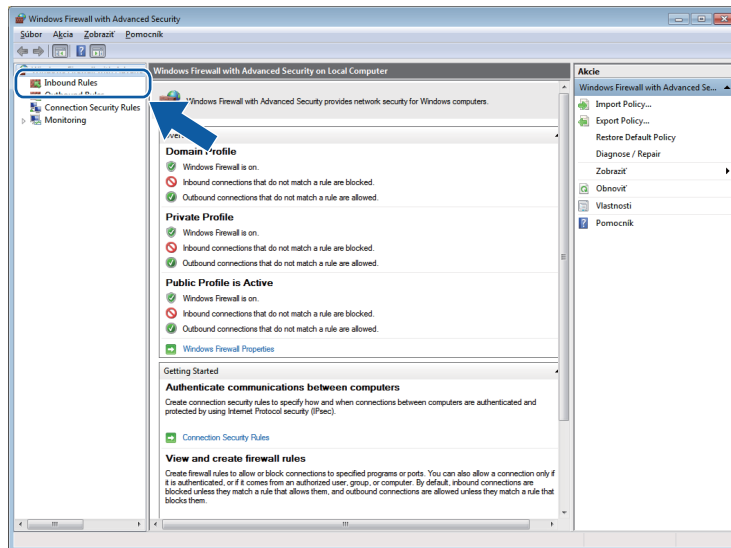 Windows Firewall with Advanced Security
Súbor Akcia Zobraziť Pomocník
Inbound Rules
Outbound Rules
Connection Security Rules
Monitoring
Windows Firewall with Advanced Security on Local Computer
Windows Firewall with Advanced Security provides network security for Windows computers.
Domain Profile
Windows Firewall is on.
Inbound connections that do not match a rule are blocked.
Outbound connections that do not match a rule are allowed.
Private Profile
Windows Firewall is on.
Inbound connections that do not match a rule are blocked.
Outbound connections that do not match a rule are allowed.
Public Profile is Active
Windows Firewall is on.
Inbound connections that do not match a rule are blocked.
Outbound connections that do not match a rule are allowed.
Windows Firewall Properties
Getting Started
Authenticate communications between computers
Create connection security rules to specify how and when connections between computers are authenticated and
protected by using Internet Protocol security (IPsec).
Connection Security Rules
View and create firewall rules
Create firewall rules to allow or block connections to specified programs or ports. You can also allow a connection only if
it is authenticated, or if it comes from an authorized user, group, or computer. By default, inbound connections are
blocked unless they match a rule that allows them, and outbound connections are allowed unless they match a rule that
blocks them.
Akcie
Windows Firewall with Advanced Se...
Import Policy...
Export Policy...
Restore Default Policy
Diagnose / Repair
Zobraziť
Obnoviť
Vlastnosti
Pomocník